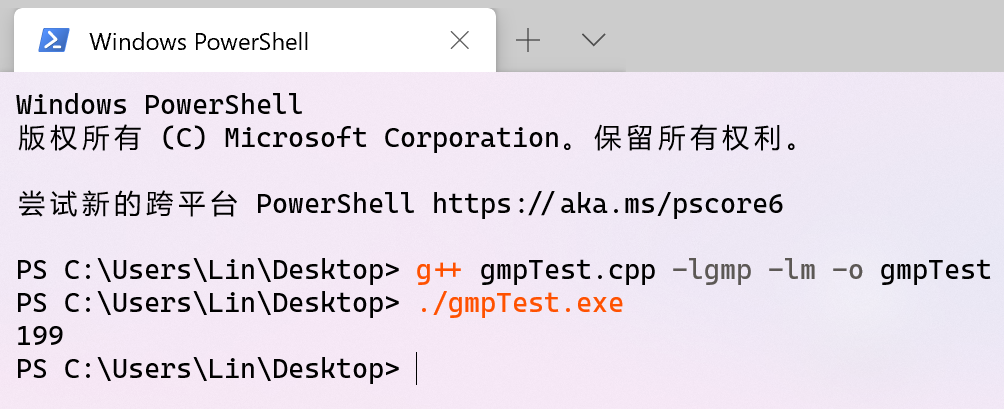 Windows PowerShell
Windows PowerShell
版权所有 (C) Microsoft Corporation。保留所有权利。
尝试新的跨平台 PowerShell https://aka.ms/pscore6
PS C:\Users\Lin\Desktop> g++ gmpTest.cpp -lgmp -lm -o gmpTest
PS C:\Users\Lin\Desktop> ./gmpTest.exe
199
PS C:\Users\Lin\Desktop>